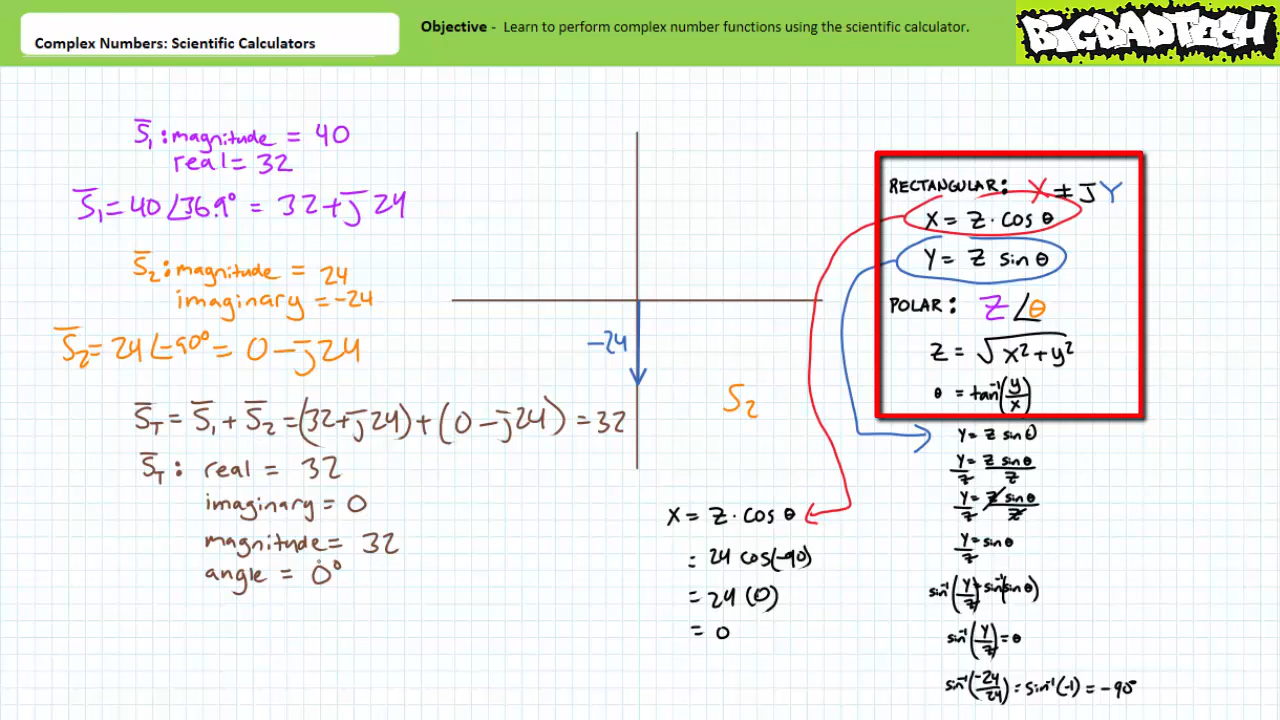 Complex Numbers: Scientific Calculators
Objective - Learn to perform complex number functions using the scientific calculator.
BIGBADTECH
S̅₁: magnitude = 40
real = 32
S̅₁ = 40∠36.9° = 32 + j24
S̅₂: magnitude = 24
imaginary = -24
S̅₂ = 24∠-90° = 0 - j24
S̅T = S̅₁ + S̅₂ = (32 + j24) + (0 - j24) = 32
S̅T: real = 32
imaginary = 0
magnitude = 32
angle = 0°
-24
S₂
X = Z · Cos θ
= 24 cos(-90)
= 24 (0)
= 0
RECTANGULAR: X ± JY
X = Z · Cos θ
Y = Z sin θ
POLAR: Z∠θ
Z = √x² + y²
θ = tan⁻¹(y/x)
Y = Z sin θ
Y/Z = Z sin θ/Z
Y/Z = Z sin θ/Z
Y/Z = sin θ
sin⁻¹(Y/Z) = sin⁻¹(sin θ)
sin⁻¹(Y/Z) = θ
sin⁻¹(-24/24) = sin⁻¹(-1) = -90°